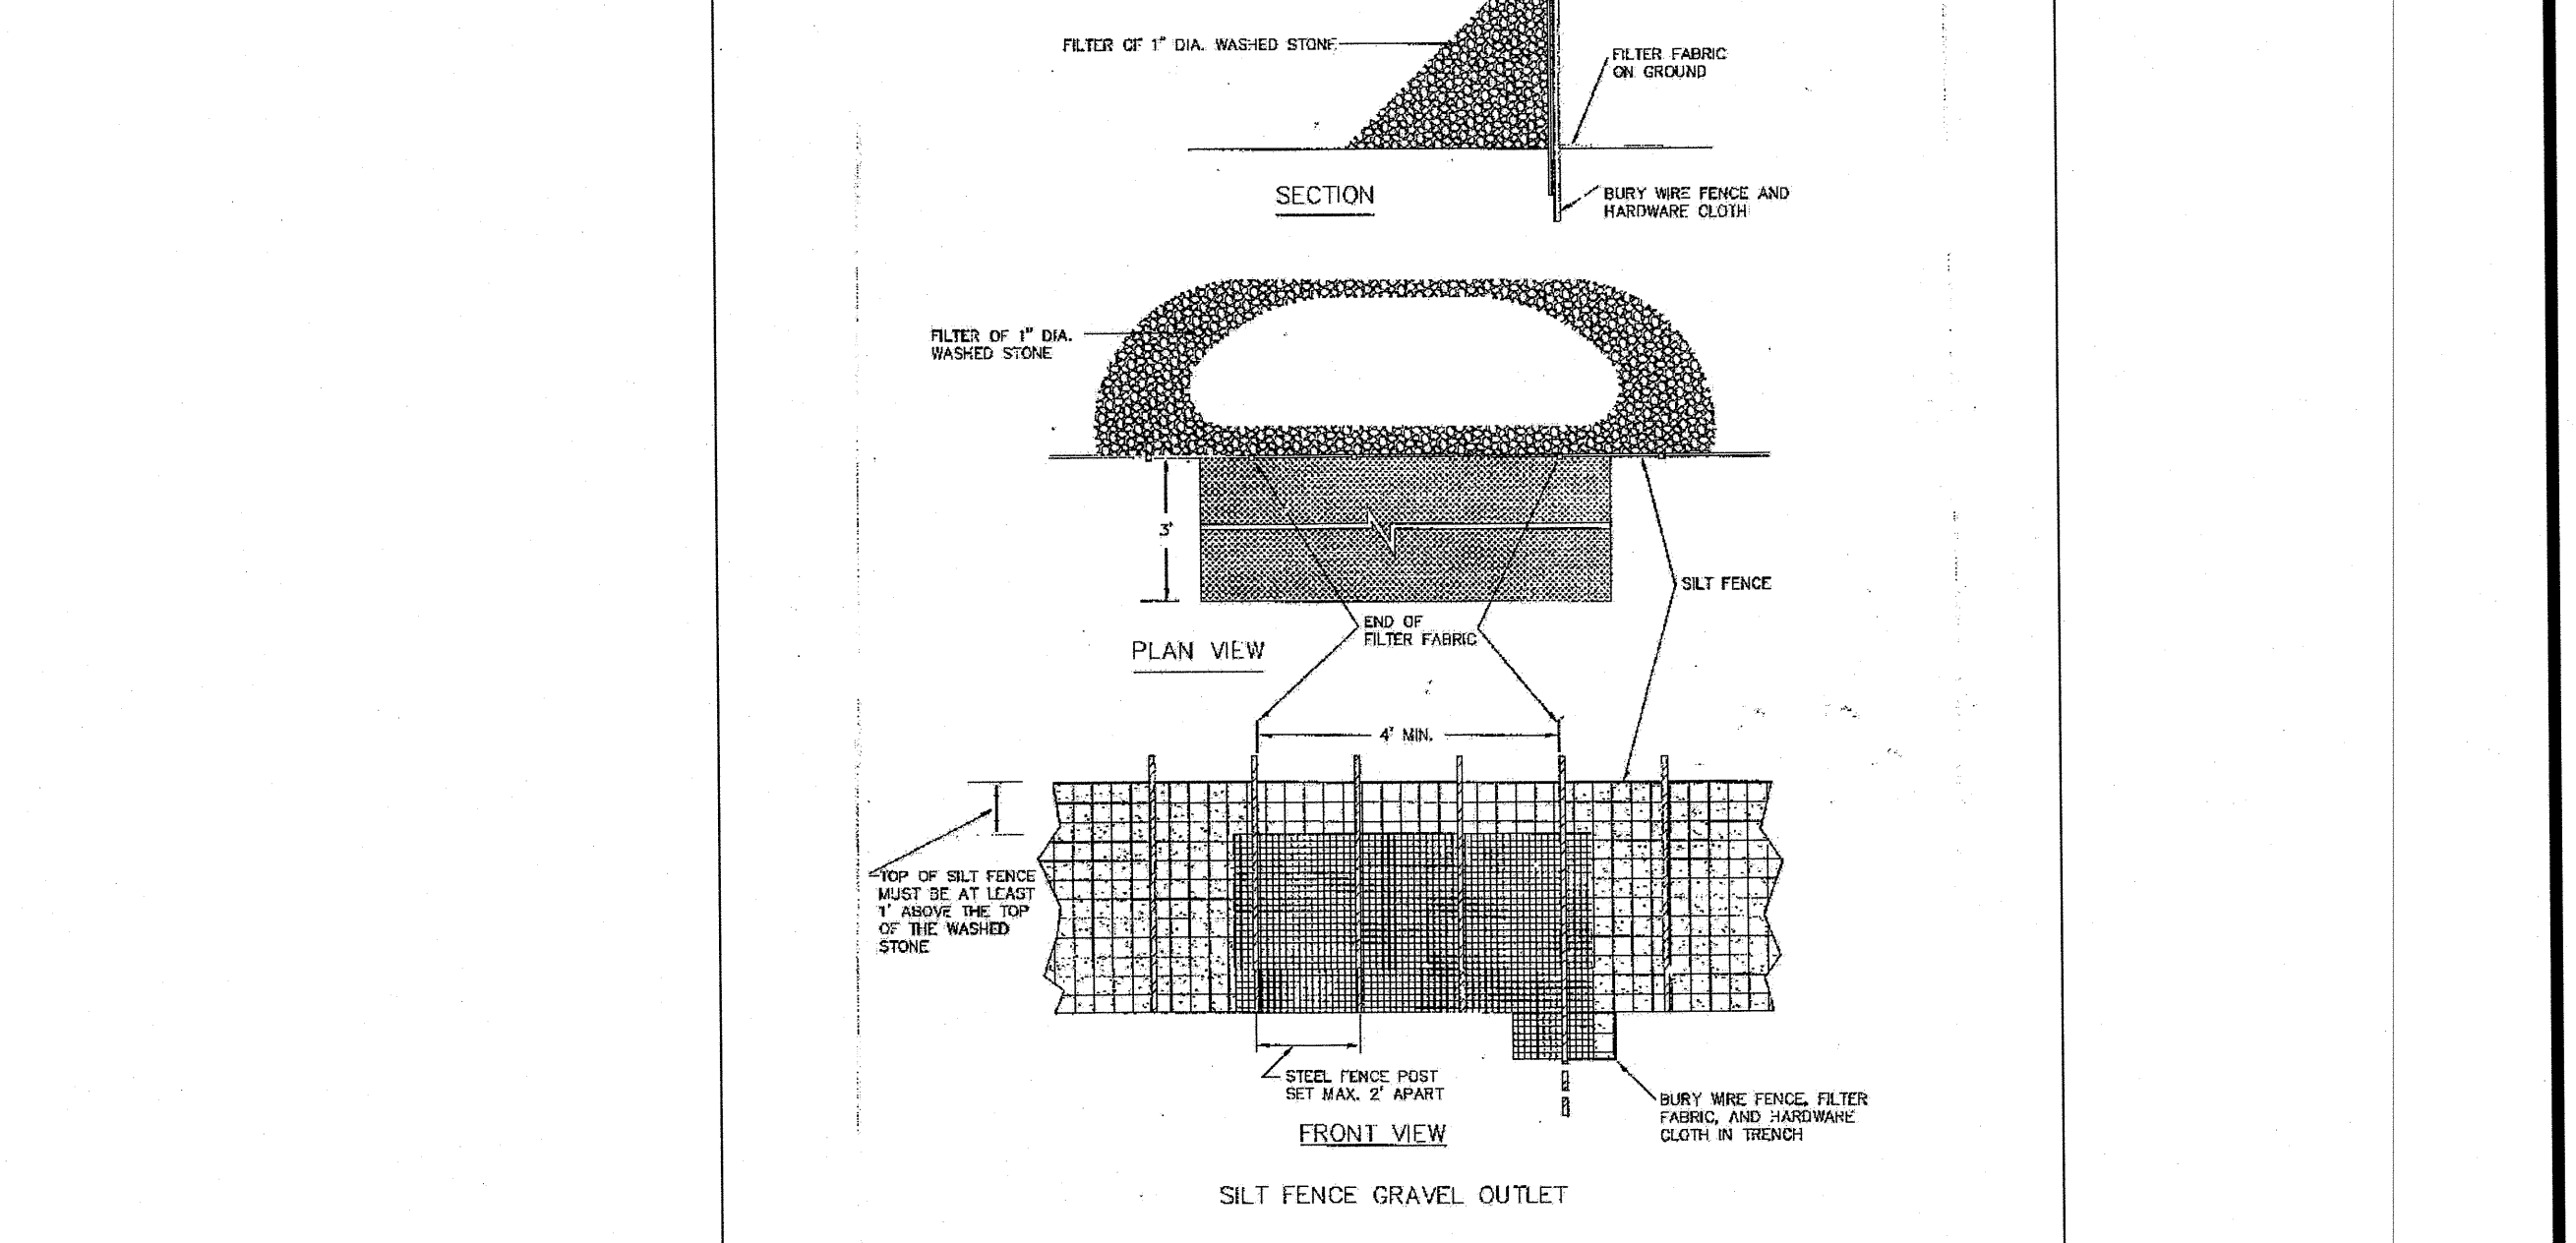 FILTER OF 1" DIA. WASHED STONE
FILTER FABRIC
ON GROUND
SECTION
BURY WIRE FENCE AND
HARDWARE CLOTH
FILTER OF 1" DIA.
WASHED STONE
3'
SILT FENCE
END OF
FILTER FABRIC
PLAN VIEW
4' MIN.
TOP OF SILT FENCE
MUST BE AT LEAST
1' ABOVE THE TOP
OF THE WASHED
STONE
STEEL FENCE POST
SET MAX. 2' APART
BURY WIRE FENCE, FILTER
FABRIC, AND HARDWARE
CLOTH IN TRENCH
FRONT VIEW
SILT FENCE GRAVEL OUTLET